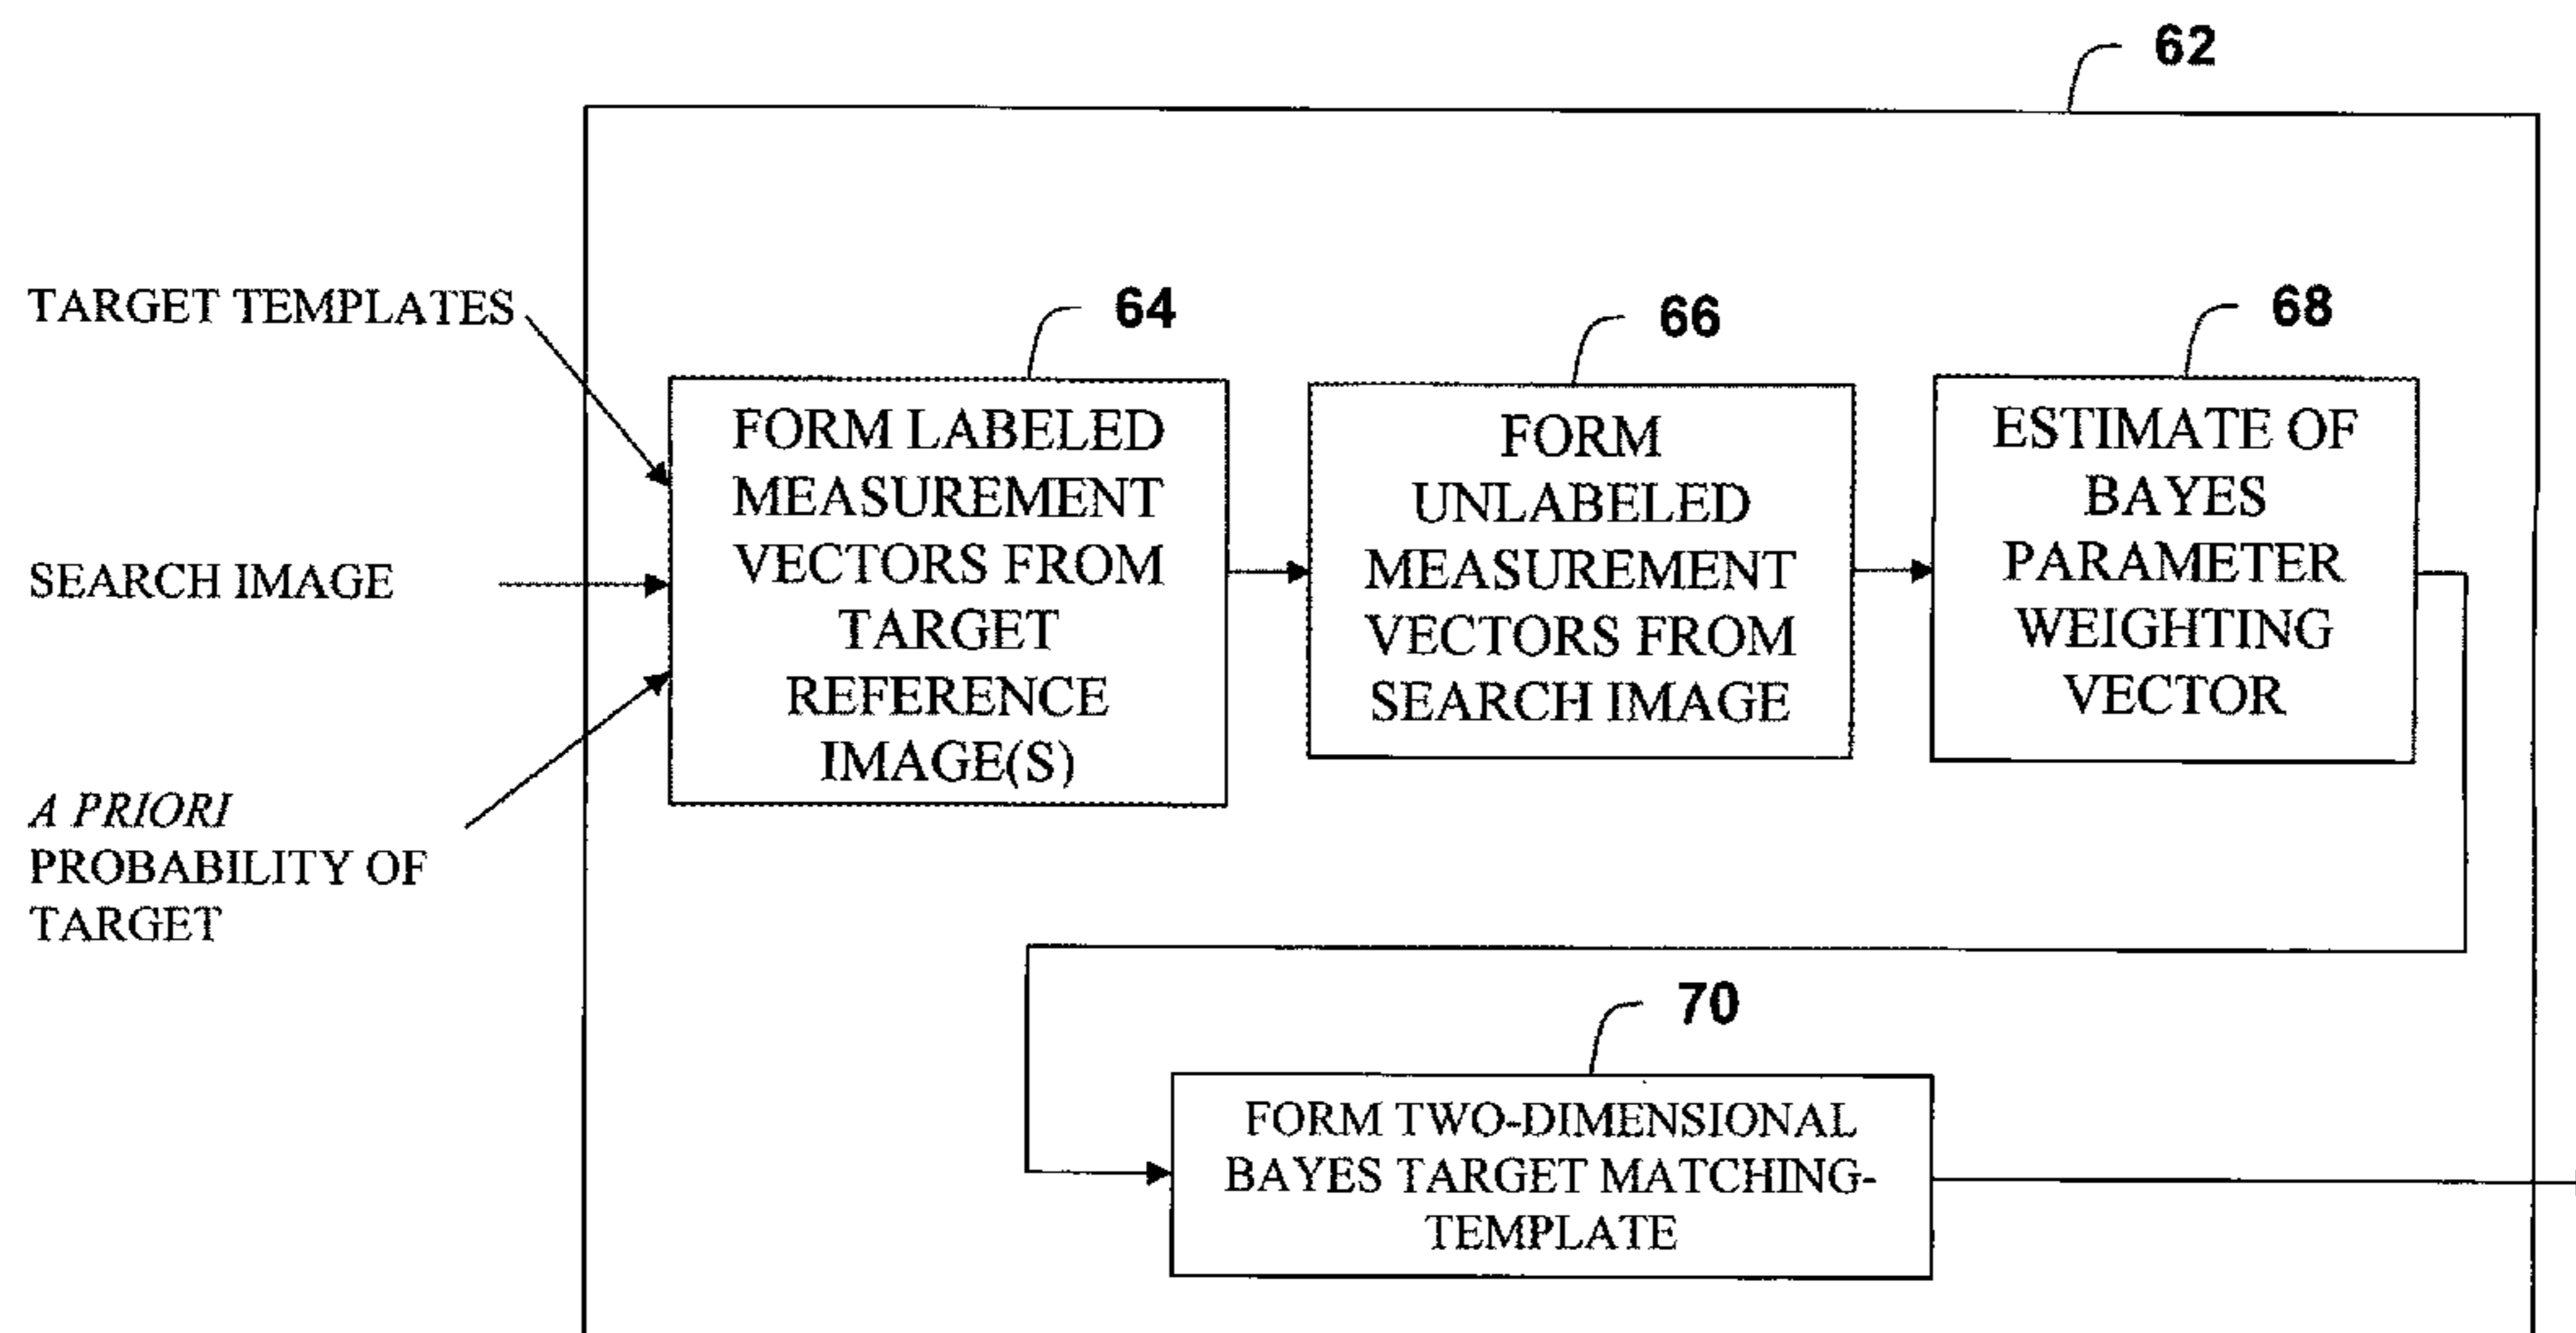 62
TARGET TEMPLATES
64
66
68
FORM LABELED
MEASUREMENT
VECTORS FROM
TARGET
REFERENCE
IMAGE(S)
FORM
UNLABELED
MEASUREMENT
VECTORS FROM
SEARCH IMAGE
ESTIMATE OF
BAYES
PARAMETER
WEIGHTING
VECTOR
SEARCH IMAGE
A PRIORI
PROBABILITY OF
TARGET
70
FORM TWO-DIMENSIONAL
BAYES TARGET MATCHING-
TEMPLATE